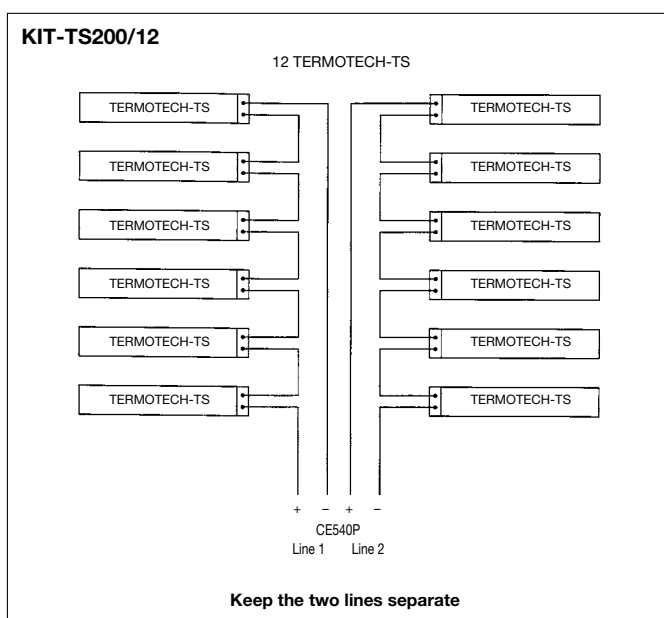 KIT-TS200/12
12 TERMOTECH-TS
TERMOTECH-TS TERMOTECH-TS
TERMOTECH-TS TERMOTECH-TS
TERMOTECH-TS TERMOTECH-TS
TERMOTECH-TS TERMOTECH-TS
TERMOTECH-TS TERMOTECH-TS
TERMOTECH-TS TERMOTECH-TS
+ – + –
CE540P
Line 1 Line 2
Keep the two lines separate